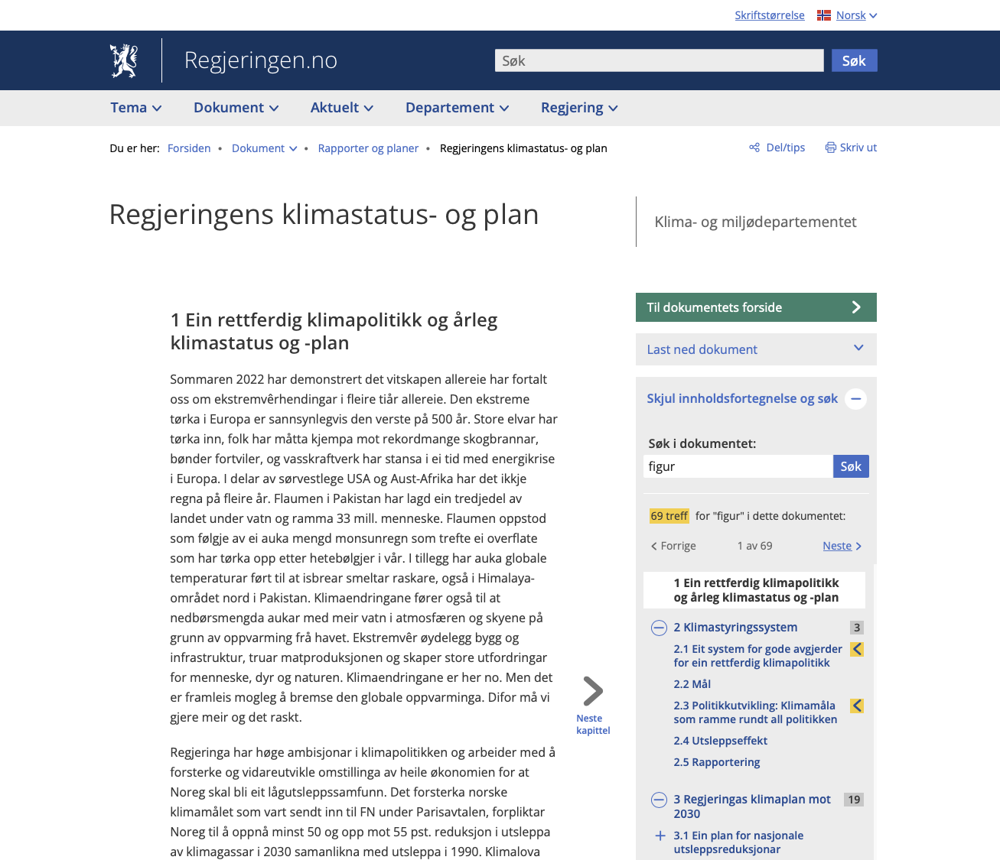 Skriftstørrelse
Norsk
Regjeringen.no
Søk
Søk
Tema
Dokument
Aktuelt
Departement
Regjering
Du er her: Forsiden • Dokument • Rapporter og planer • Regjeringens klimastatus- og plan
Del/tips
Skriv ut
Regjeringens klimastatus- og plan
Klima- og miljødepartementet
1 Ein rettferdig klimapolitikk og årleg
klimastatus og -plan
Sommaren 2022 har demonstrert det vitskapen allereie har fortalt
oss om ekstremvêrhendingar i fleire tiår allereie. Den ekstreme
tørka i Europa er sannsynlegvis den verste på 500 år. Store elvar har
tørka inn, folk har måtta kjempa mot rekordmange skogbrannar,
bønder fortviler, og vasskraftverk har stansa i ei tid med energikrise
i Europa. I delar av sørvestlege USA og Aust-Afrika har det ikkje
regna på fleire år. Flaumen i Pakistan har lagd ein tredjedel av
landet under vatn og ramma 33 mill. menneske. Flaumen oppstod
som følgje av ei auka mengd monsunregn som trefte ei overflate
som har tørka opp etter hetebølgjer i vår. I tillegg har auka globale
temperaturar ført til at isbrear smeltar raskare, også i Himalaya-
området nord i Pakistan. Klimaendringane fører også til at
nedbørsmengda aukar med meir vatn i atmosfæren og skyene på
grunn av oppvarming frå havet. Ekstremvêr øydelegg bygg og
infrastruktur, truar matproduksjonen og skaper store utfordringar
for menneske, dyr og naturen. Klimaendringane er her no. Men det
er framleis mogleg å bremse den globale oppvarminga. Difor må vi
gjere meir og det raskt.
Regjeringa har høge ambisjonar i klimapolitikken og arbeider med å
forsterke og vidareutvikle omstillinga av heile økonomien for at
Noreg skal bli eit lågutsleppssamfunn. Det forsterka norske
klimamålet som vart sendt inn til FN under Parisavtalen, forpliktar
Noreg til å oppnå minst 50 og opp mot 55 pst. reduksjon i utsleppa
av klimagassar i 2030 samanlikna med utsleppa i 1990. Klimalova
Neste
kapittel
Til dokumentets forside
Last ned dokument
Skjul innholdsfortegnelse og søk
Søk i dokumentet:
figur
Søk
69 treff for "figur" i dette dokumentet:
Forrige
1 av 69
Neste
1 Ein rettferdig klimapolitikk
og årleg klimastatus og -plan
2 Klimastyringssystem 3
2.1 Eit system for gode avgjerder
for ein rettferdig klimapolitikk
2.2 Mål
2.3 Politikkutvikling: Klimamåla
som ramme rundt all politikken
2.4 Utsleppseffekt
2.5 Rapportering
3 Regjeringas klimaplan mot 19
2030
3.1 Ein plan for nasjonale
utsleppsreduksjonar